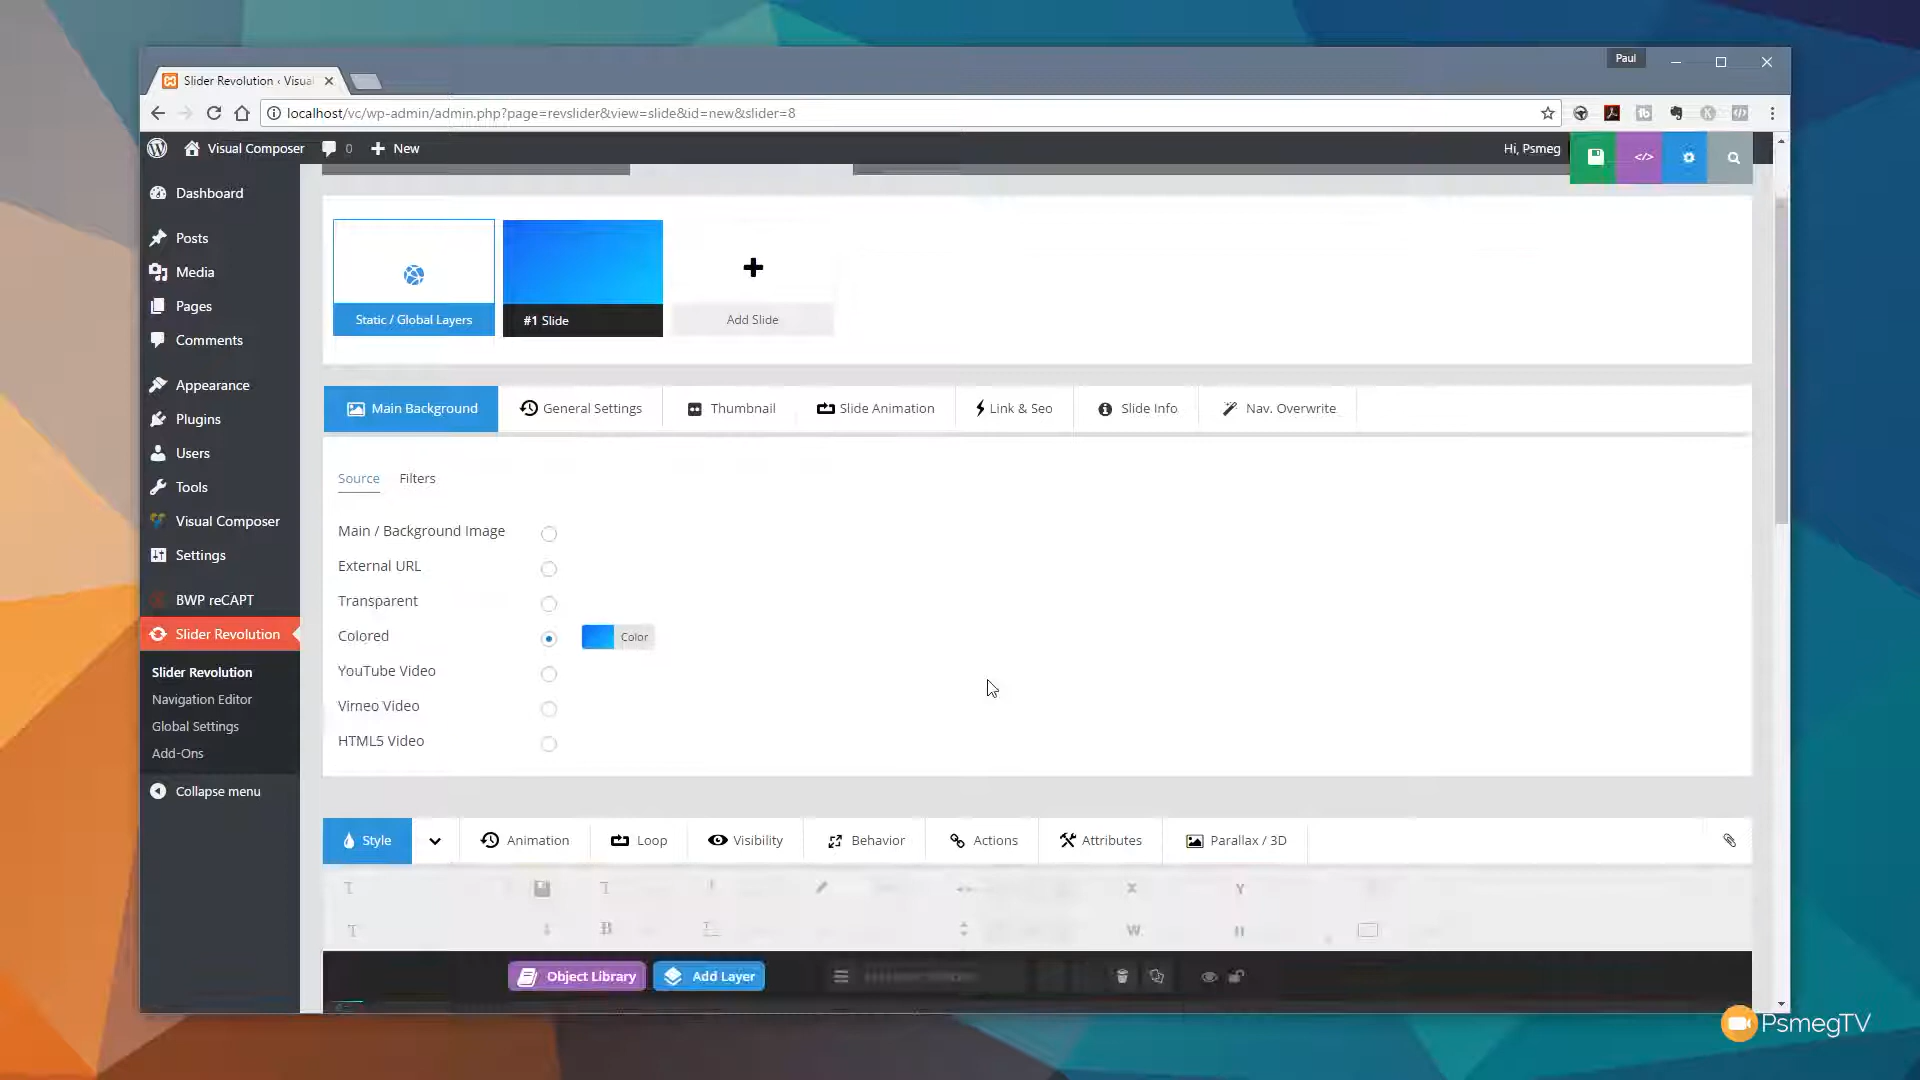 Paul
Slider Revolution ‹ Visua
localhost/vc/wp-admin/admin.php?page=revslider&view=slide&id=new&slider=8
Visual Composer
0
New
Hi, Psmeg
</>
Dashboard
Posts
Media
Pages
Comments
Appearance
Plugins
Users
Tools
Visual Composer
Settings
BWP reCAPT
Slider Revolution
Slider Revolution
Navigation Editor
Global Settings
Add-Ons
Collapse menu
Static / Global Layers
#1 Slide
Add Slide
Main Background
General Settings
Thumbnail
Slide Animation
Link & Seo
Slide Info
Nav. Overwrite
Source
Filters
Main / Background Image
External URL
Transparent
Colored
Color
YouTube Video
Vimeo Video
HTML5 Video
Style
Animation
Loop
Visibility
Behavior
Actions
Attributes
Parallax / 3D
X
Y
B
W
Object Library
Add Layer
PsmegTV